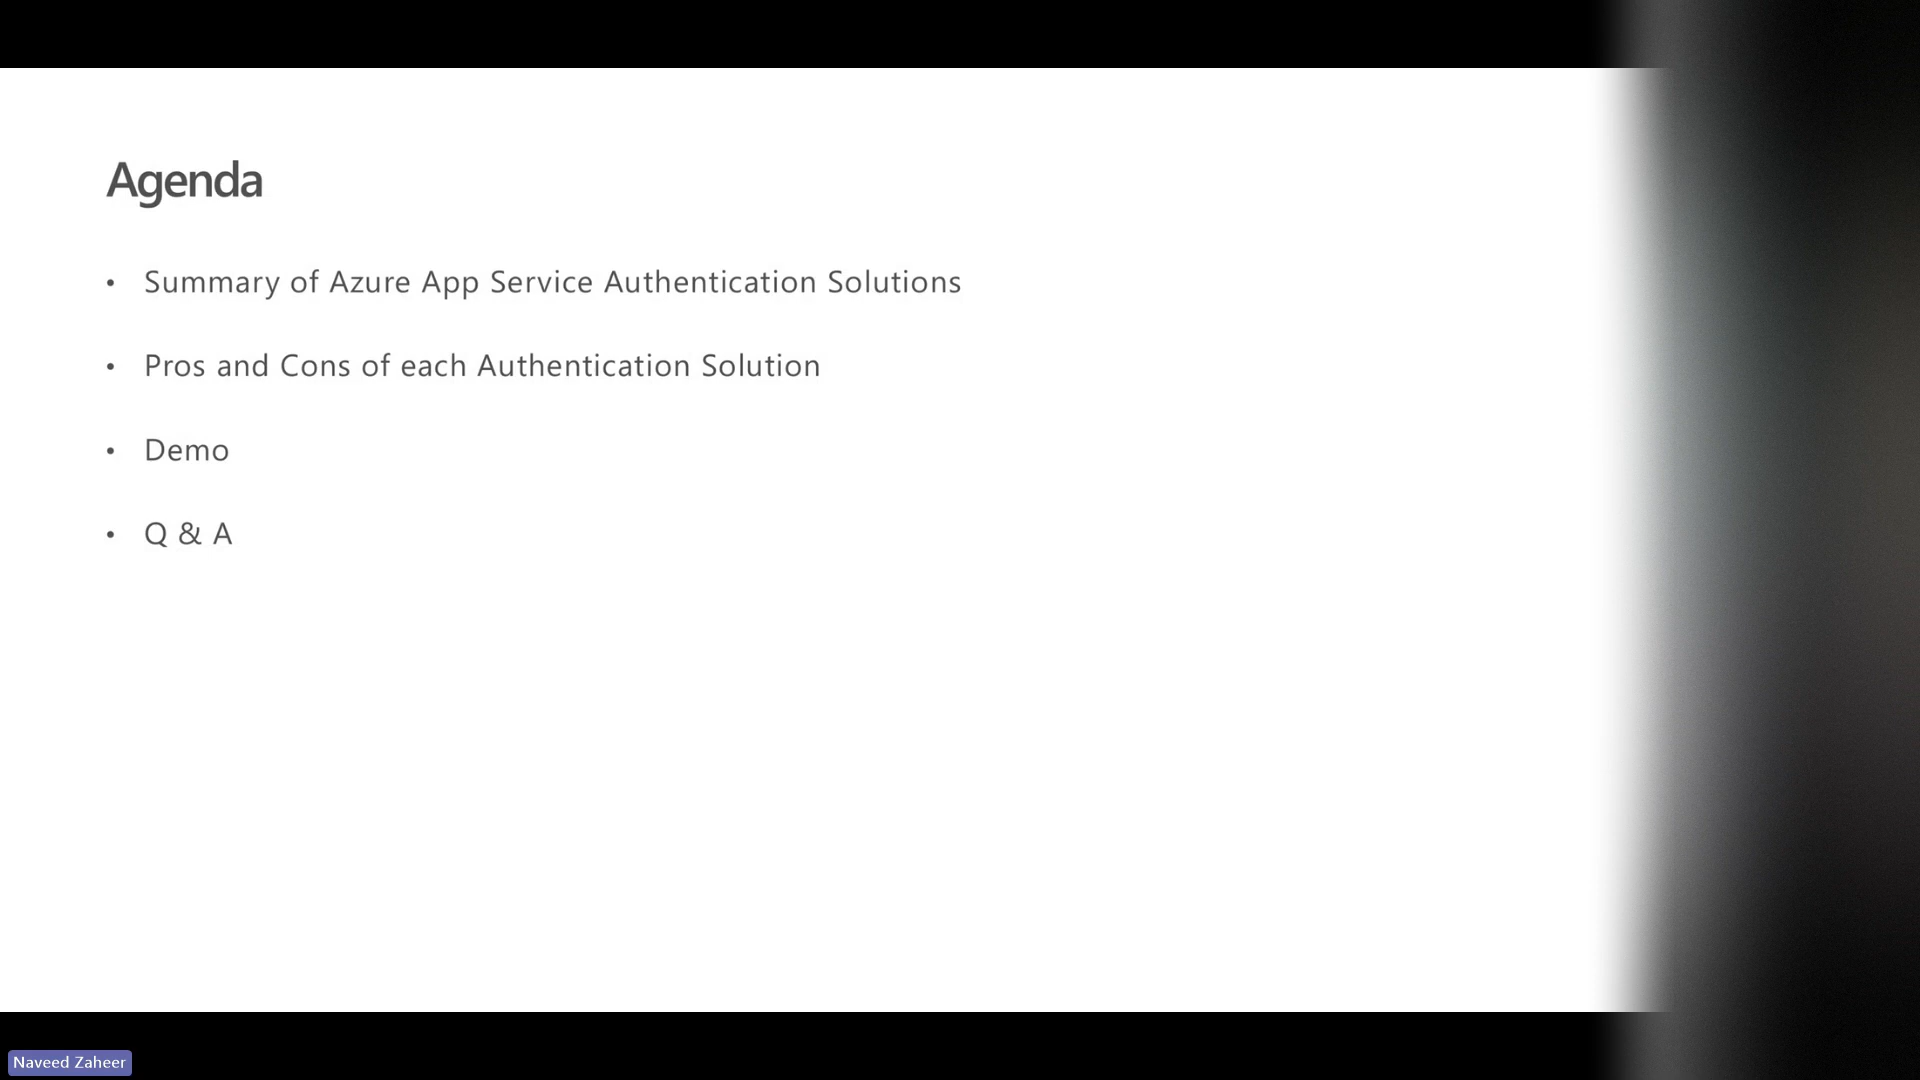 Agenda
• Summary of Azure App Service Authentication Solutions
• Pros and Cons of each Authentication Solution
• Demo
• Q & A
Naveed Zaheer